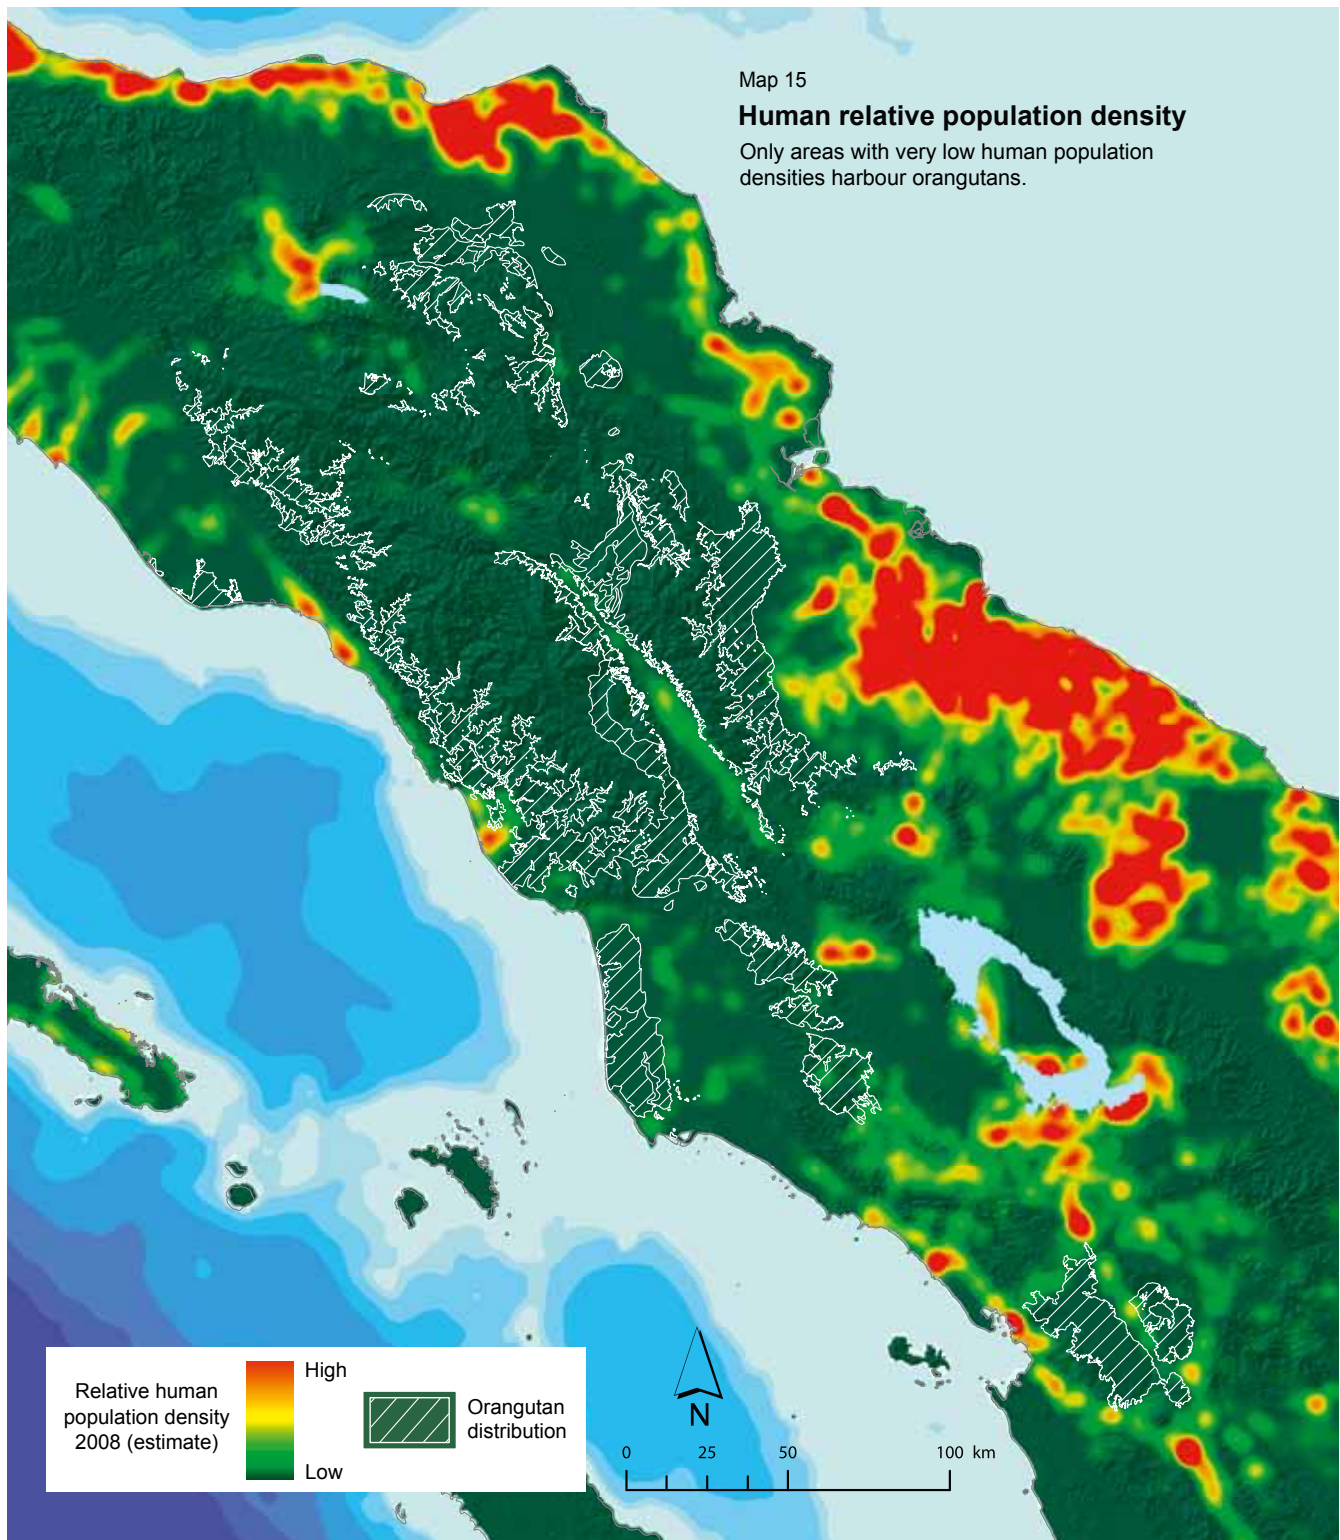 Map 15
Human relative population density
Only areas with very low human population
densities harbour orangutans.
Relative human
population density
2008 (estimate)
High
Low
Orangutan
distribution
N
0 25 50 100 km